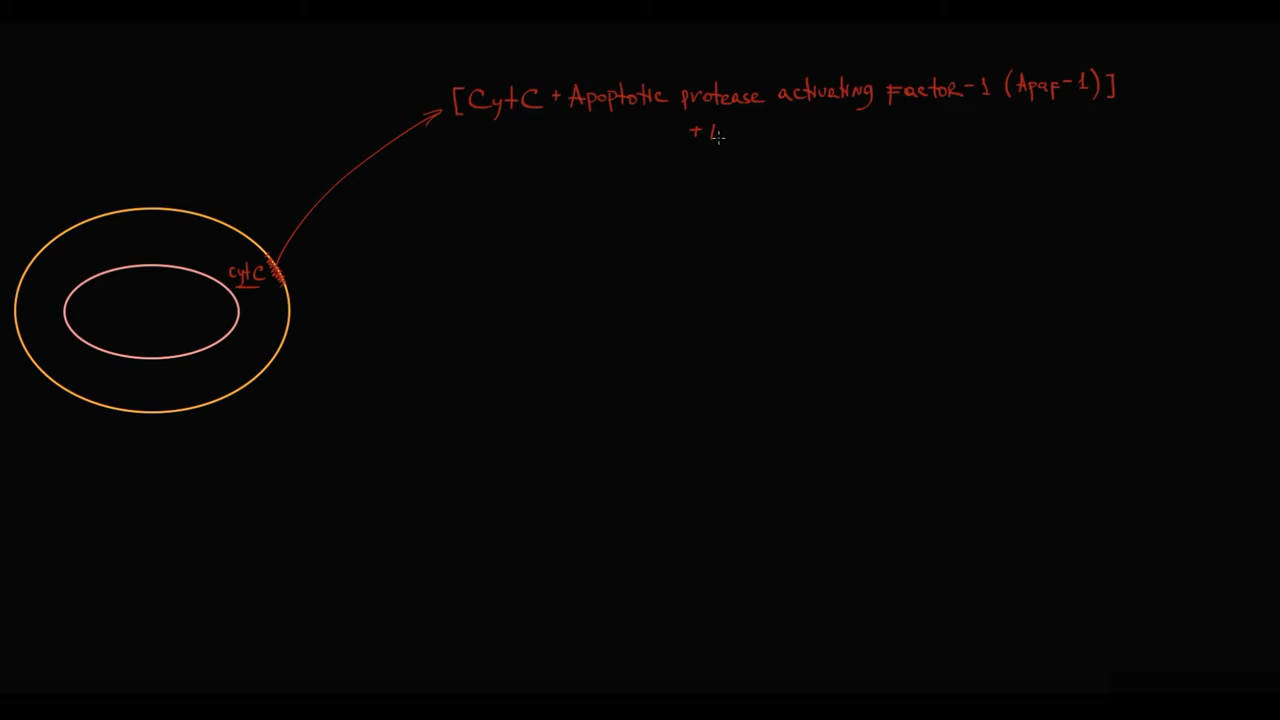 [CytC + Apoptotic protease activating Factor-1 (Apaf-1)]
+
cytC